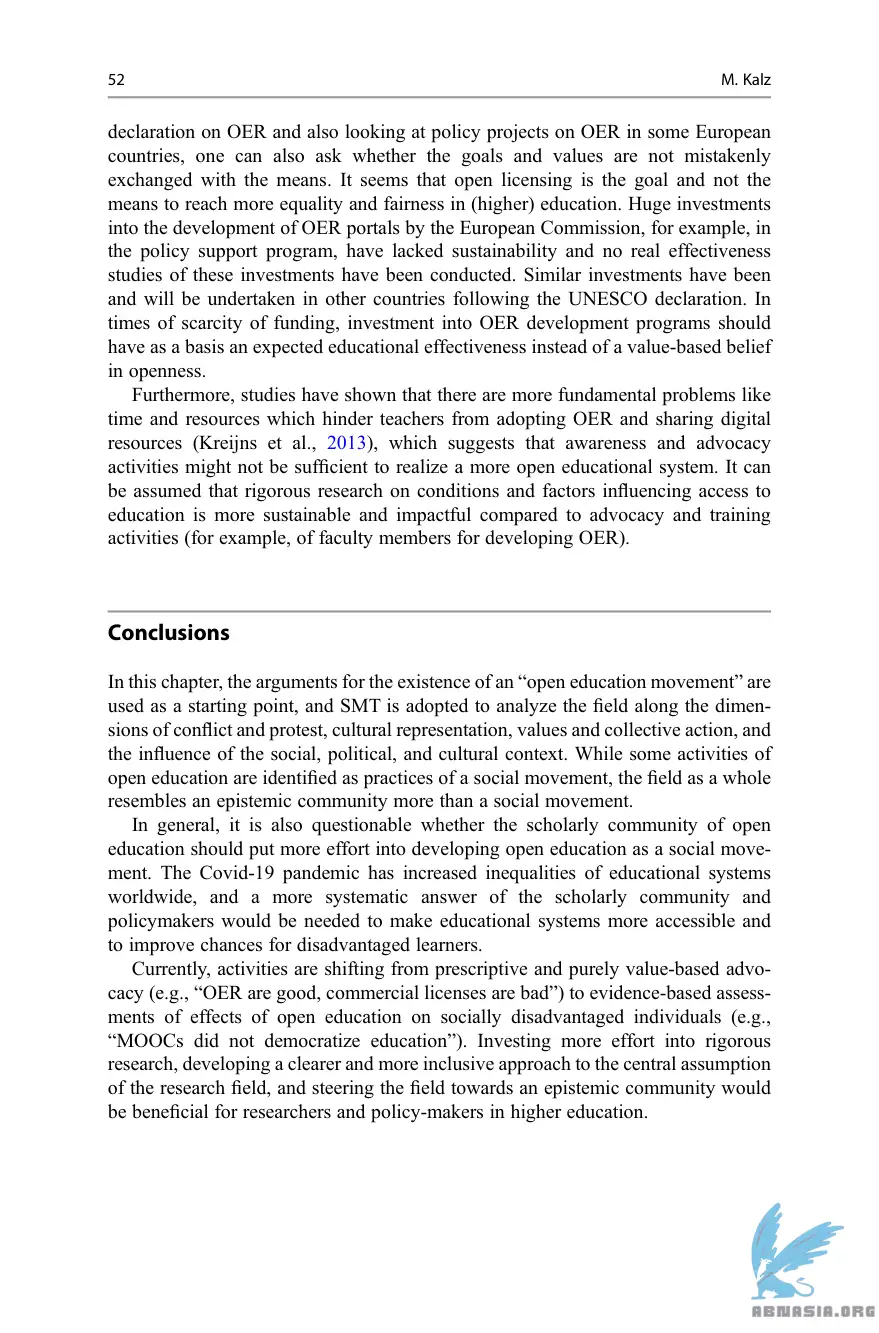 52
M. Kalz
declaration on OER and also looking at policy projects on OER in some European
countries, one can also ask whether the goals and values are not mistakenly
exchanged with the means. It seems that open licensing is the goal and not the
means to reach more equality and fairness in (higher) education. Huge investments
into the development of OER portals by the European Commission, for example, in
the policy support program, have lacked sustainability and no real effectiveness
studies of these investments have been conducted. Similar investments have been
and will be undertaken in other countries following the UNESCO declaration. In
times of scarcity of funding, investment into OER development programs should
have as a basis an expected educational effectiveness instead of a value-based belief
in openness.
Furthermore, studies have shown that there are more fundamental problems like
time and resources which hinder teachers from adopting OER and sharing digital
resources (Kreijns et al., 2013), which suggests that awareness and advocacy
activities might not be sufficient to realize a more open educational system. It can
be assumed that rigorous research on conditions and factors influencing access to
education is more sustainable and impactful compared to advocacy and training
activities (for example, of faculty members for developing OER).
Conclusions
In this chapter, the arguments for the existence of an “open education movement” are
used as a starting point, and SMT is adopted to analyze the field along the dimen-
sions of conflict and protest, cultural representation, values and collective action, and
the influence of the social, political, and cultural context. While some activities of
open education are identified as practices of a social movement, the field as a whole
resembles an epistemic community more than a social movement.
In general, it is also questionable whether the scholarly community of open
education should put more effort into developing open education as a social move-
ment. The Covid-19 pandemic has increased inequalities of educational systems
worldwide, and a more systematic answer of the scholarly community and
policymakers would be needed to make educational systems more accessible and
to improve chances for disadvantaged learners.
Currently, activities are shifting from prescriptive and purely value-based advo-
cacy (e.g., “OER are good, commercial licenses are bad”) to evidence-based assess-
ments of effects of open education on socially disadvantaged individuals (e.g.,
“MOOCs did not democratize education”). Investing more effort into rigorous
research, developing a clearer and more inclusive approach to the central assumption
of the research field, and steering the field towards an epistemic community would
be beneficial for researchers and policy-makers in higher education.
ABNASIA.ORG